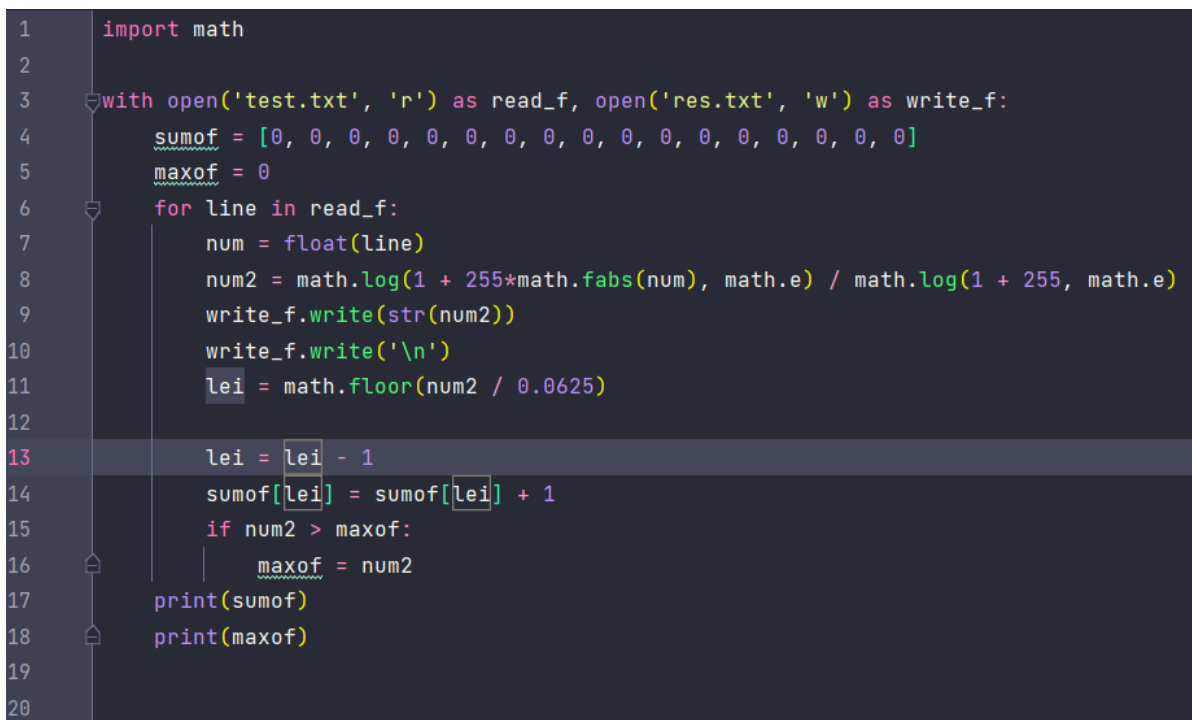 1 import math
2
3 with open('test.txt', 'r') as read_f, open('res.txt', 'w') as write_f:
4     sumof = [0, 0, 0, 0, 0, 0, 0, 0, 0, 0, 0, 0, 0, 0, 0, 0, 0]
5     maxof = 0
6     for line in read_f:
7         num = float(line)
8         num2 = math.log(1 + 255*math.fabs(num), math.e) / math.log(1 + 255, math.e)
9         write_f.write(str(num2))
10         write_f.write('\n')
11         lei = math.floor(num2 / 0.0625)
12
13         lei = lei - 1
14         sumof[lei] = sumof[lei] + 1
15         if num2 > maxof:
16             maxof = num2
17     print(sumof)
18     print(maxof)
19
20